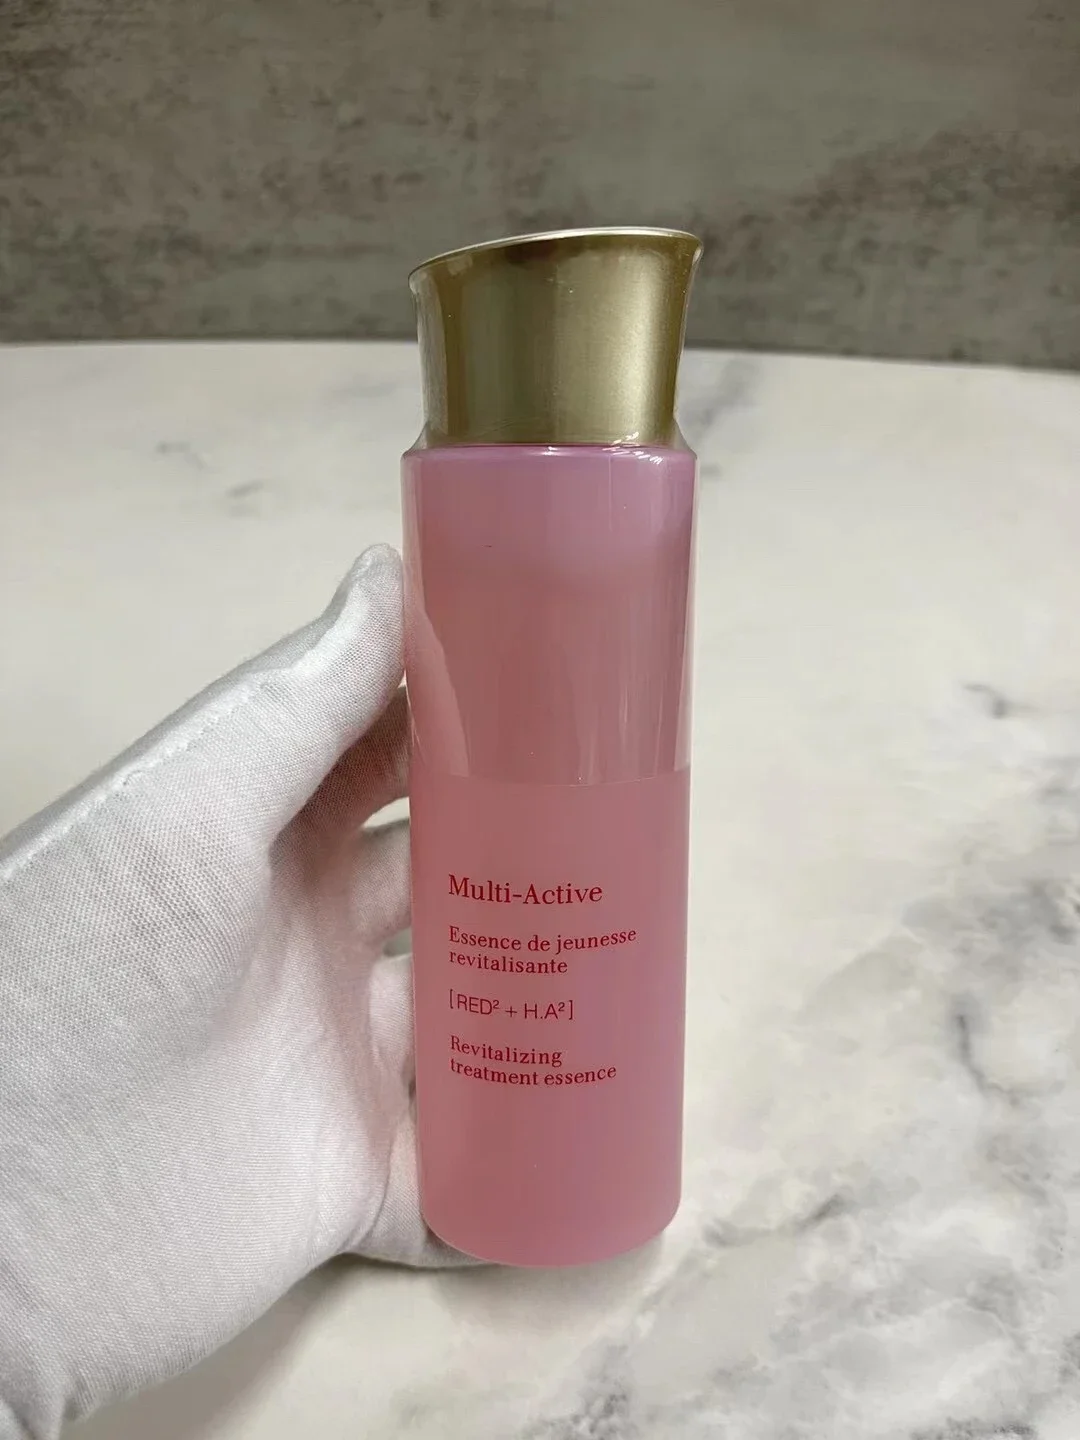 Multi-Active
Essence de jeunesse
revitalisante
[RED² + H.A²]
Revitalizing
treatment essence